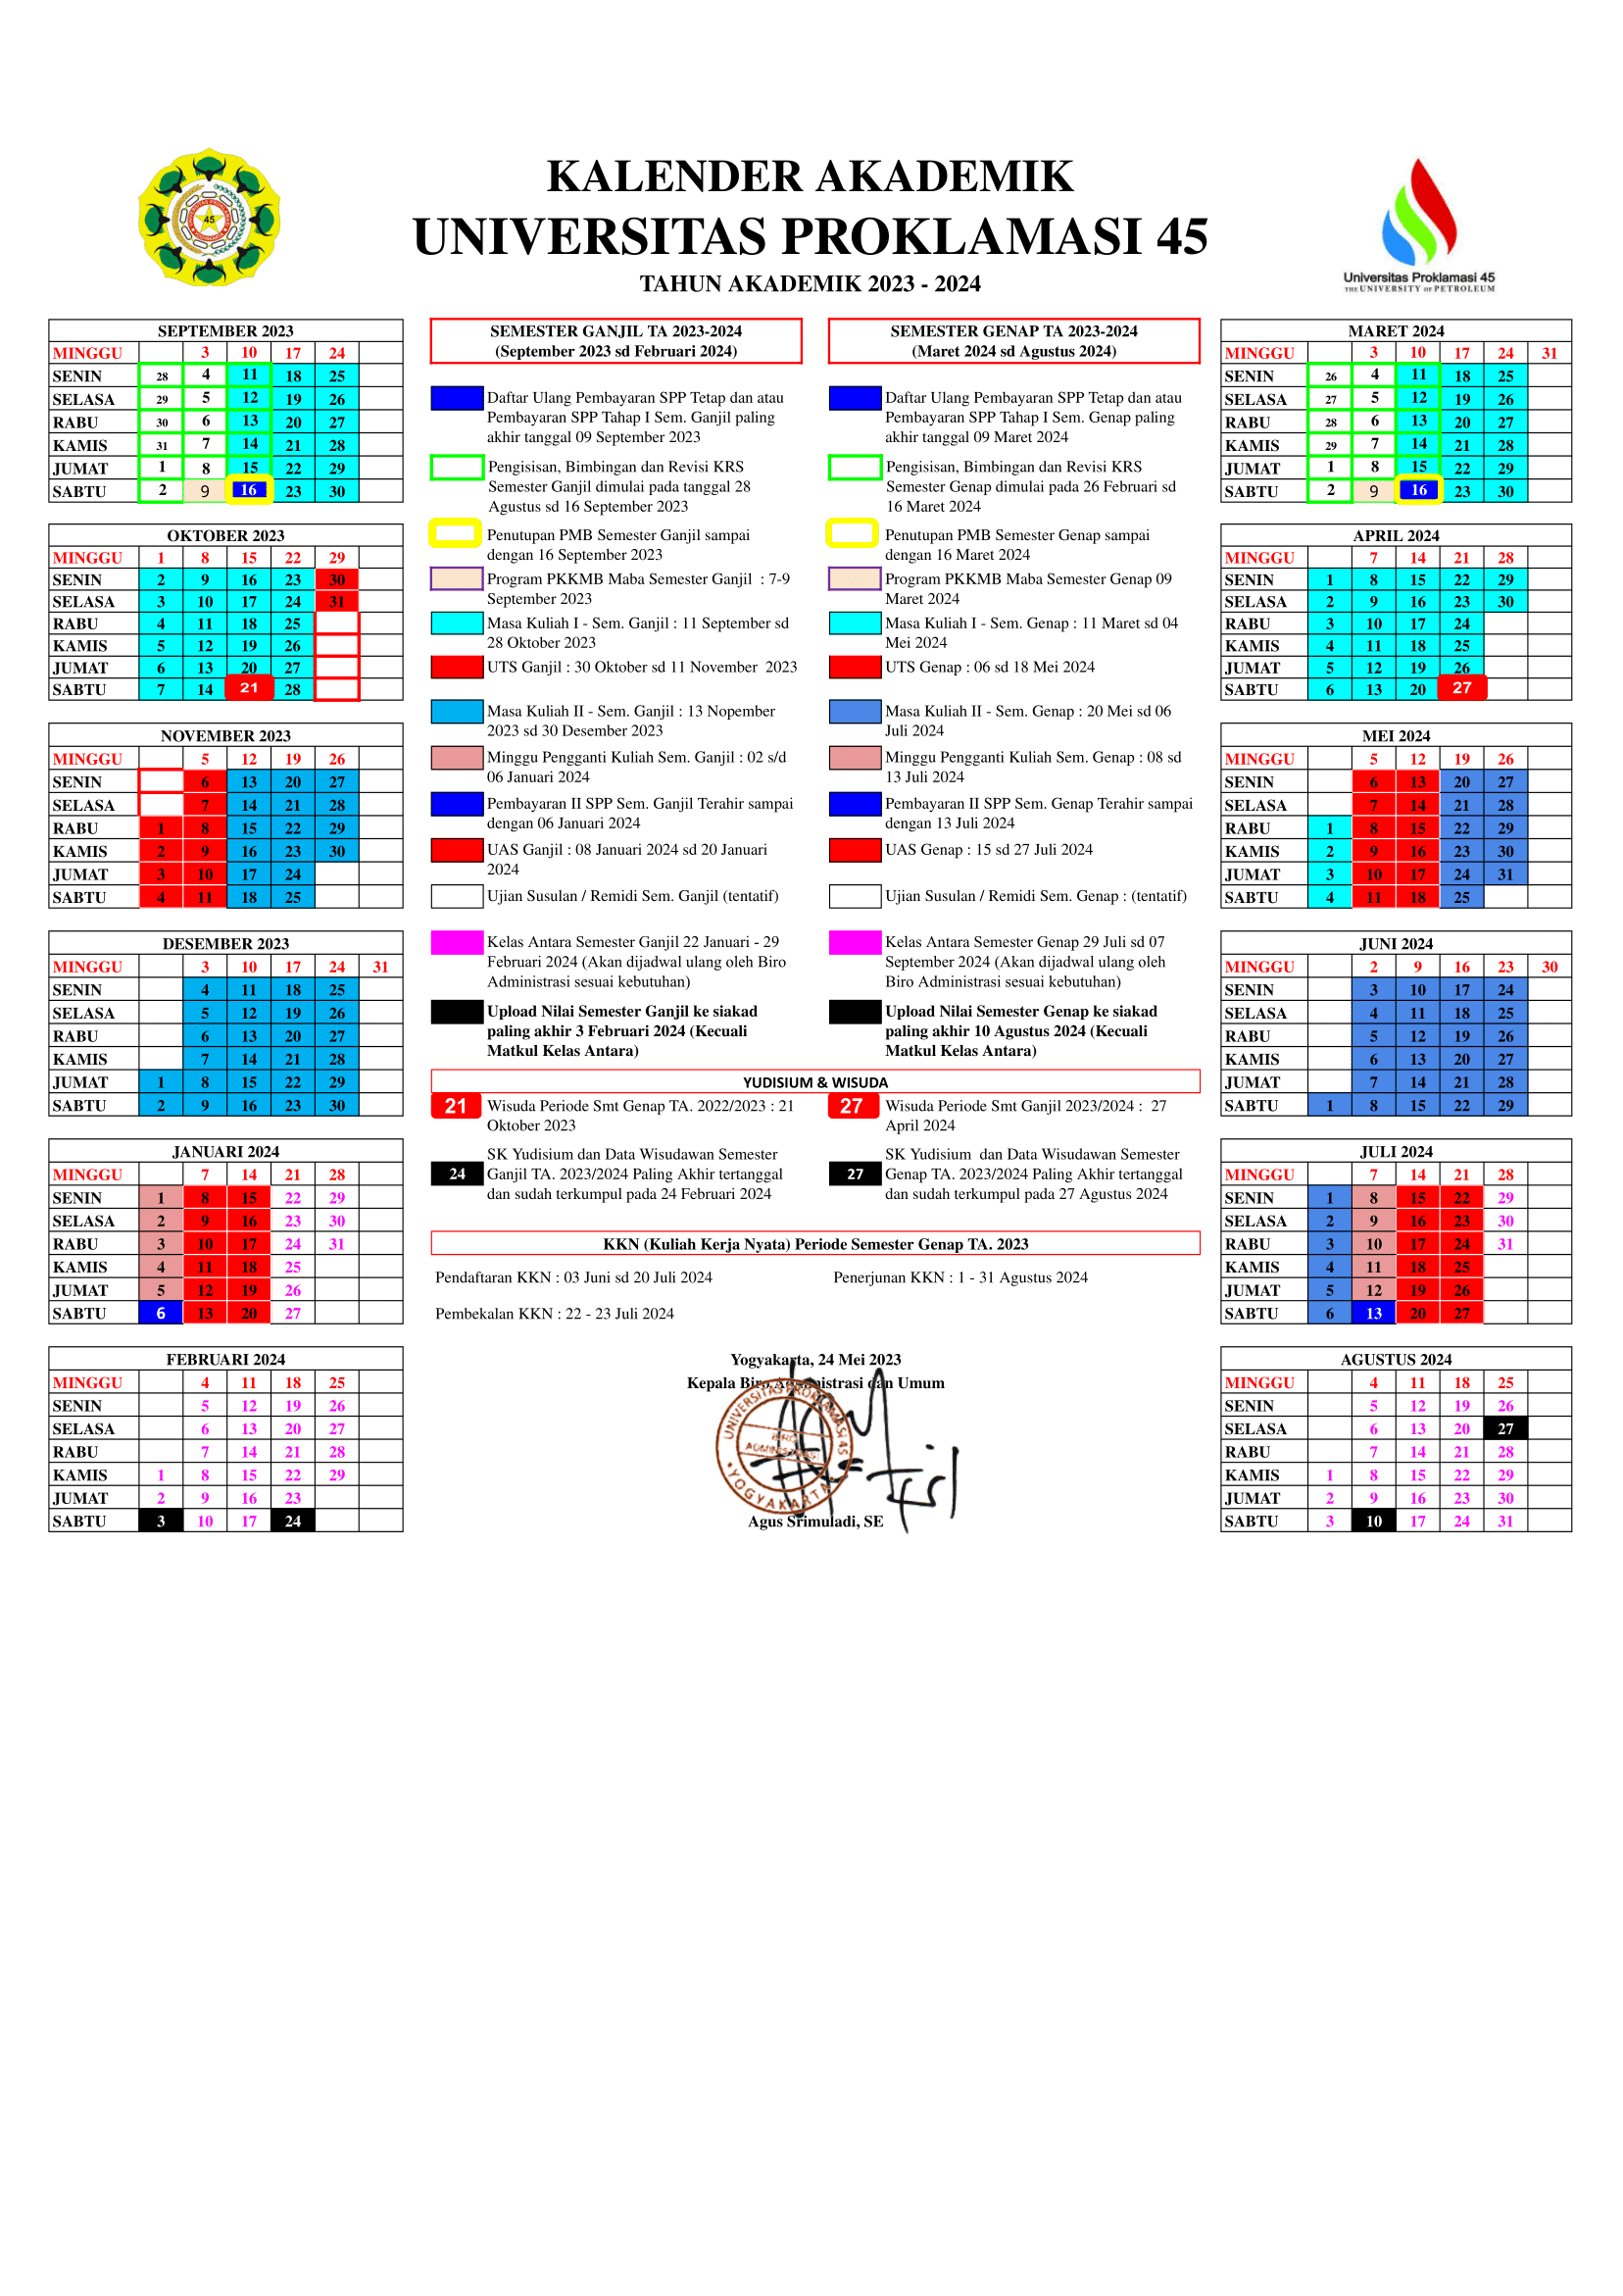 KALENDER AKADEMIK
UNIVERSITAS PROKLAMASI 45
TAHUN AKADEMIK 2023 - 2024
45
Universitas Proklamasi 45
THE UNIVERSITY OF PETROLEUM
SEPTEMBER 2023
MINGGU 3 10 17 24
SENIN 28 4 11 18 25
SELASA 29 5 12 19 26
RABU 30 6 13 20 27
KAMIS 31 7 14 21 28
JUMAT 1 8 15 22 29
SABTU 2 9 16 23 30
OKTOBER 2023
MINGGU 1 8 15 22 29
SENIN 2 9 16 23 30
SELASA 3 10 17 24 31
RABU 4 11 18 25
KAMIS 5 12 19 26
JUMAT 6 13 20 27
SABTU 7 14 21 28
NOVEMBER 2023
MINGGU 5 12 19 26
SENIN 6 13 20 27
SELASA 7 14 21 28
RABU 1 8 15 22 29
KAMIS 2 9 16 23 30
JUMAT 3 10 17 24
SABTU 4 11 18 25
DESEMBER 2023
MINGGU 3 10 17 24 31
SENIN 4 11 18 25
SELASA 5 12 19 26
RABU 6 13 20 27
KAMIS 7 14 21 28
JUMAT 1 8 15 22 29
SABTU 2 9 16 23 30
JANUARI 2024
MINGGU 7 14 21 28
SENIN 1 8 15 22 29
SELASA 2 9 16 23 30
RABU 3 10 17 24 31
KAMIS 4 11 18 25
JUMAT 5 12 19 26
SABTU 6 13 20 27
FEBRUARI 2024
MINGGU 4 11 18 25
SENIN 5 12 19 26
SELASA 6 13 20 27
RABU 7 14 21 28
KAMIS 1 8 15 22 29
JUMAT 2 9 16 23
SABTU 3 10 17 24
SEMESTER GANJIL TA 2023-2024
(September 2023 sd Februari 2024)
Daftar Ulang Pembayaran SPP Tetap dan atau
Pembayaran SPP Tahap I Sem. Ganjil paling
akhir tanggal 09 September 2023
Pengisisan, Bimbingan dan Revisi KRS
Semester Ganjil dimulai pada tanggal 28
Agustus sd 16 September 2023
Penutupan PMB Semester Ganjil sampai
dengan 16 September 2023
Program PKKMB Maba Semester Ganjil : 7-9
September 2023
Masa Kuliah I - Sem. Ganjil : 11 September sd
28 Oktober 2023
UTS Ganjil : 30 Oktober sd 11 November 2023
Masa Kuliah II - Sem. Ganjil : 13 Nopember
2023 sd 30 Desember 2023
Minggu Pengganti Kuliah Sem. Ganjil : 02 s/d
06 Januari 2024
Pembayaran II SPP Sem. Ganjil Terahir sampai
dengan 06 Januari 2024
UAS Ganjil : 08 Januari 2024 sd 20 Januari
2024
Ujian Susulan / Remidi Sem. Ganjil (tentatif)
Kelas Antara Semester Ganjil 22 Januari - 29
Februari 2024 (Akan dijadwal ulang oleh Biro
Administrasi sesuai kebutuhan)
Upload Nilai Semester Ganjil ke siakad
paling akhir 3 Februari 2024 (Kecuali
Matkul Kelas Antara)
SEMESTER GENAP TA 2023-2024
(Maret 2024 sd Agustus 2024)
Daftar Ulang Pembayaran SPP Tetap dan atau
Pembayaran SPP Tahap I Sem. Genap paling
akhir tanggal 09 Maret 2024
Pengisisan, Bimbingan dan Revisi KRS
Semester Genap dimulai pada 26 Februari sd
16 Maret 2024
Penutupan PMB Semester Genap sampai
dengan 16 Maret 2024
Program PKKMB Maba Semester Genap 09
Maret 2024
Masa Kuliah I - Sem. Genap : 11 Maret sd 04
Mei 2024
UTS Genap : 06 sd 18 Mei 2024
Masa Kuliah II - Sem. Genap : 20 Mei sd 06
Juli 2024
Minggu Pengganti Kuliah Sem. Genap : 08 sd
13 Juli 2024
Pembayaran II SPP Sem. Genap Terahir sampai
dengan 13 Juli 2024
UAS Genap : 15 sd 27 Juli 2024
Ujian Susulan / Remidi Sem. Genap : (tentatif)
Kelas Antara Semester Genap 29 Juli sd 07
September 2024 (Akan dijadwal ulang oleh
Biro Administrasi sesuai kebutuhan)
Upload Nilai Semester Genap ke siakad
paling akhir 10 Agustus 2024 (Kecuali
Matkul Kelas Antara)
YUDISIUM & WISUDA
21 Wisuda Periode Smt Genap TA. 2022/2023 : 21
Oktober 2023
27 Wisuda Periode Smt Ganjil 2023/2024 : 27
April 2024
SK Yudisium dan Data Wisudawan Semester
24 Ganjil TA. 2023/2024 Paling Akhir tertanggal
dan sudah terkumpul pada 24 Februari 2024
SK Yudisium dan Data Wisudawan Semester
27 Genap TA. 2023/2024 Paling Akhir tertanggal
dan sudah terkumpul pada 27 Agustus 2024
KKN (Kuliah Kerja Nyata) Periode Semester Genap TA. 2023
Pendaftaran KKN : 03 Juni sd 20 Juli 2024
Penerjunan KKN : 1 - 31 Agustus 2024
Pembekalan KKN : 22 - 23 Juli 2024
Yogyakarta, 24 Mei 2023
Kepala Biro Administrasi dan Umum
UNIVERSITAS PROKLAMASI 45
BIRO
ADMINISTRASI
YOGYAKARTA
Agus Srimuladi, SE
MARET 2024
MINGGU 3 10 17 24 31
SENIN 26 4 11 18 25
SELASA 27 5 12 19 26
RABU 28 6 13 20 27
KAMIS 29 7 14 21 28
JUMAT 1 8 15 22 29
SABTU 2 9 16 23 30
APRIL 2024
MINGGU 7 14 21 28
SENIN 1 8 15 22 29
SELASA 2 9 16 23 30
RABU 3 10 17 24
KAMIS 4 11 18 25
JUMAT 5 12 19 26
SABTU 6 13 20 27
MEI 2024
MINGGU 5 12 19 26
SENIN 6 13 20 27
SELASA 7 14 21 28
RABU 1 8 15 22 29
KAMIS 2 9 16 23 30
JUMAT 3 10 17 24 31
SABTU 4 11 18 25
JUNI 2024
MINGGU 2 9 16 23 30
SENIN 3 10 17 24
SELASA 4 11 18 25
RABU 5 12 19 26
KAMIS 6 13 20 27
JUMAT 7 14 21 28
SABTU 1 8 15 22 29
JULI 2024
MINGGU 7 14 21 28
SENIN 1 8 15 22 29
SELASA 2 9 16 23 30
RABU 3 10 17 24 31
KAMIS 4 11 18 25
JUMAT 5 12 19 26
SABTU 6 13 20 27
AGUSTUS 2024
MINGGU 4 11 18 25
SENIN 5 12 19 26
SELASA 6 13 20 27
RABU 7 14 21 28
KAMIS 1 8 15 22 29
JUMAT 2 9 16 23 30
SABTU 3 10 17 24 31